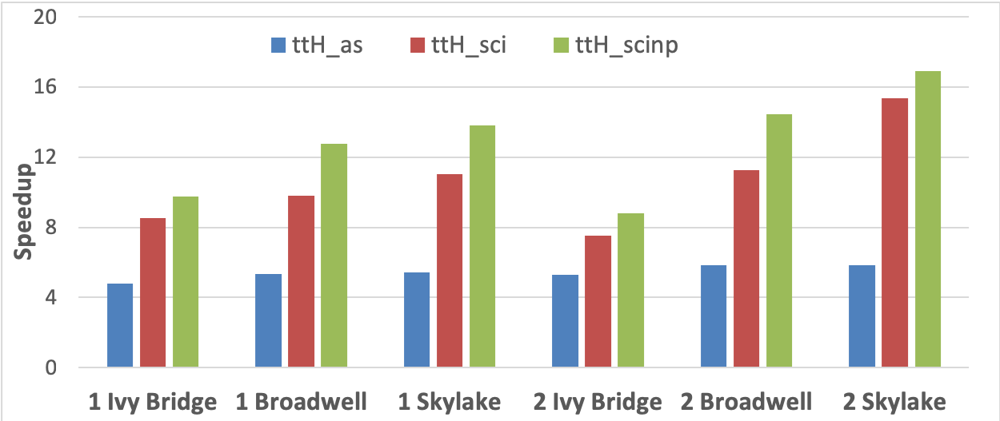 20
ttH_as ttH_sci ttH_scinp
16
12
8
4
0
Speedup
1 Ivy Bridge 1 Broadwell 1 Skylake 2 Ivy Bridge 2 Broadwell 2 Skylake